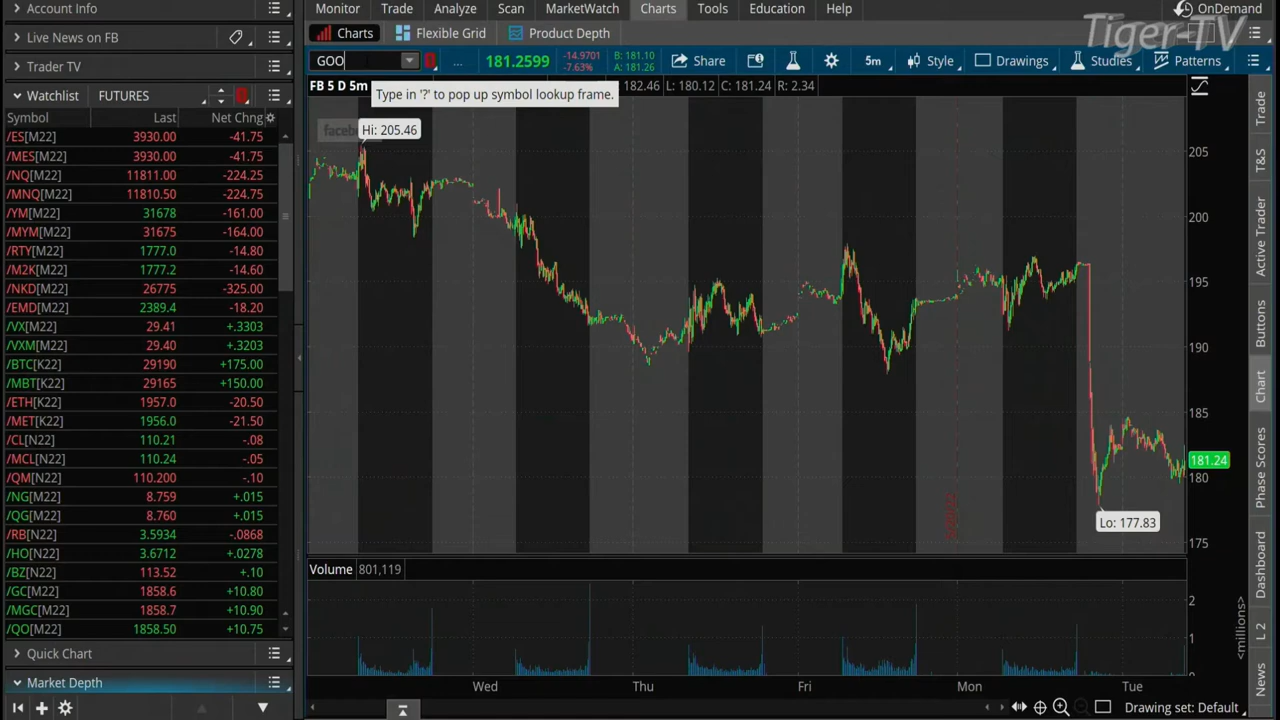 Account Info
Live News on FB
Trader TV
Watchlist FUTURES
Symbol Last Net Chng
/ES[M22] 3930.00 -41.75
/MES[M22] 3930.00 -41.75
/NQ[M22] 11811.00 -224.25
/MNQ[M22] 11810.50 -224.75
/YM[M22] 31678 -161.00
/MYM[M22] 31675 -164.00
/RTY[M22] 1777.0 -14.80
/M2K[M22] 1777.2 -14.60
/NKD[M22] 26775 -325.00
/EMD[M22] 2389.4 -18.20
/VX[M22] 29.41 +.3303
/VXM[M22] 29.40 +.3203
/BTC[K22] 29190 +175.00
/MBT[K22] 29165 +150.00
/ETH[K22] 1957.0 -20.50
/MET[K22] 1956.0 -21.50
/CL[N22] 110.21 -.08
/MCL[N22] 110.24 -.05
/QM[N22] 110.200 -.10
/NG[M22] 8.759 +.015
/QG[M22] 8.760 +.015
/RB[N22] 3.5934 -.0868
/HO[N22] 3.6712 +.0278
/BZ[N22] 113.52 +.10
/GC[M22] 1858.6 +10.80
/MGC[M22] 1858.7 +10.90
/QO[M22] 1858.50 +10.75
Quick Chart
Market Depth
Monitor Trade Analyze Scan MarketWatch Charts Tools Education Help OnDemand
Tiger-TV
Charts Flexible Grid Product Depth
GOO 181.2599 -14.9701 -7.63% B: 181.10 A: 181.26 Share 5m Style Drawings Studies Patterns
FB 5 D 5m 182.46 L: 180.12 C: 181.24 R: 2.34
Type in '?' to pop up symbol lookup frame.
Hi: 205.46
205
200
195
190
185
181.24
180
Lo: 177.83
175
Volume 801,119
2
1
<millions>
Wed Thu Fri Mon Tue
Drawing set: Default
Trade
T&S
Active Trader
Buttons
Chart
Phase Scores
Dashboard
L 2
News